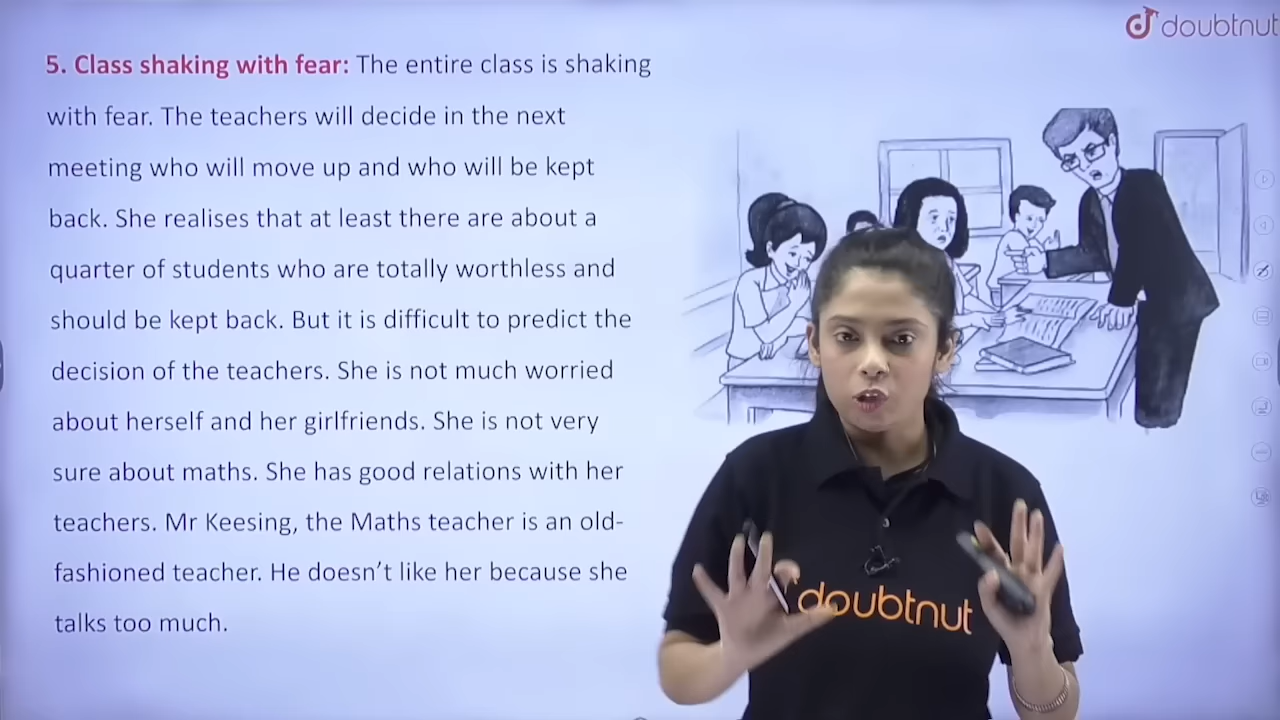 doubtnut
5. Class shaking with fear: The entire class is shaking
with fear. The teachers will decide in the next
meeting who will move up and who will be kept
back. She realises that at least there are about a
quarter of students who are totally worthless and
should be kept back. But it is difficult to predict the
decision of the teachers. She is not much worried
about herself and her girlfriends. She is not very
sure about maths. She has good relations with her
teachers. Mr Keesing, the Maths teacher is an old-
fashioned teacher. He doesn't like her because she
talks too much.
doubtnut